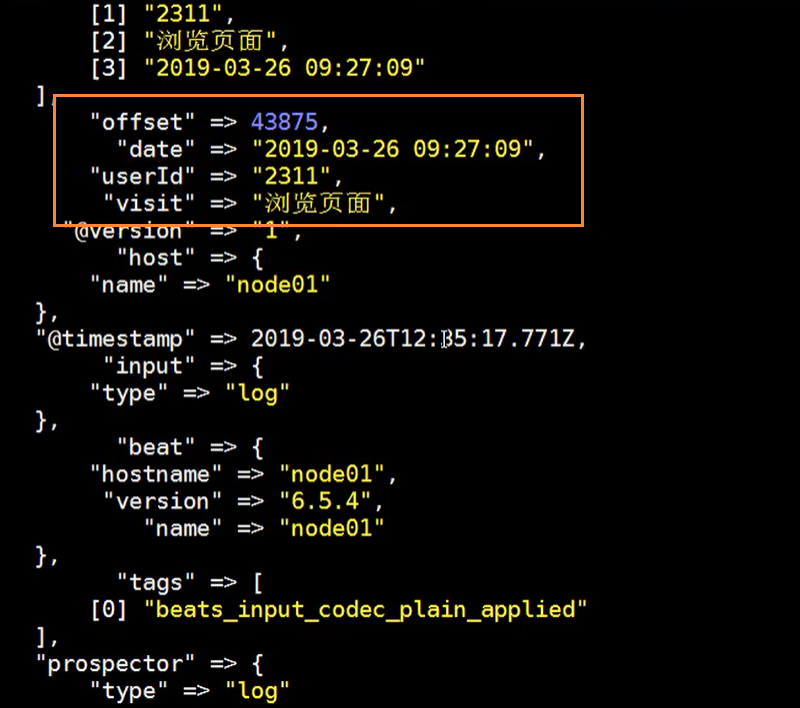 [1] "2311",
[2] "浏览页面",
[3] "2019-03-26 09:27:09"
],
"offset" => 43875,
"date" => "2019-03-26 09:27:09",
"userId" => "2311",
"visit" => "浏览页面",
"@version" => "1",
"host" => {
"name" => "node01"
},
"@timestamp" => 2019-03-26T12:35:17.771Z,
"input" => {
"type" => "log"
},
"beat" => {
"hostname" => "node01",
"version" => "6.5.4",
"name" => "node01"
},
"tags" => [
[0] "beats_input_codec_plain_applied"
],
"prospector" => {
"type" => "log"